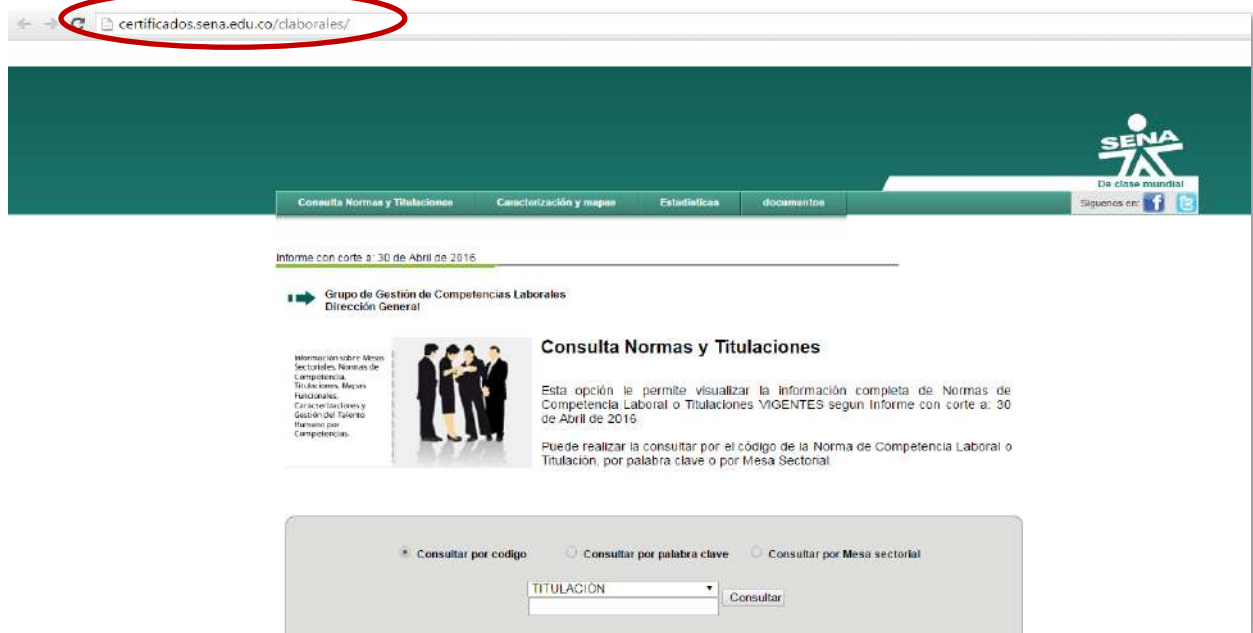 certificados.sena.edu.co/claborales/
SENA
De clase mundial
Consulta Normas y Titulaciones
Caracterización y mapas
Estadísticas
documentos
Siguenos en:
Informe con corte a: 30 de Abril de 2016
Grupo de Gestión de Competencias Laborales
Dirección General
Información sobre Mesas
Sectoriales, Normas de
Competencia,
Titulaciones, Mapas
Funcionales,
Caracterizaciones y
Gestión del Talento
Humano por
Competencias.
Consulta Normas y Titulaciones
Esta opción le permite visualizar la información completa de Normas de
Competencia Laboral o Titulaciones VIGENTES segun Informe con corte a: 30
de Abril de 2016
Puede realizar la consultar por el código de la Norma de Competencia Laboral o
Titulación, por palabra clave o por Mesa Sectorial.
Consultar por codigo
Consultar por palabra clave
Consultar por Mesa sectorial
TITULACIÓN
Consultar